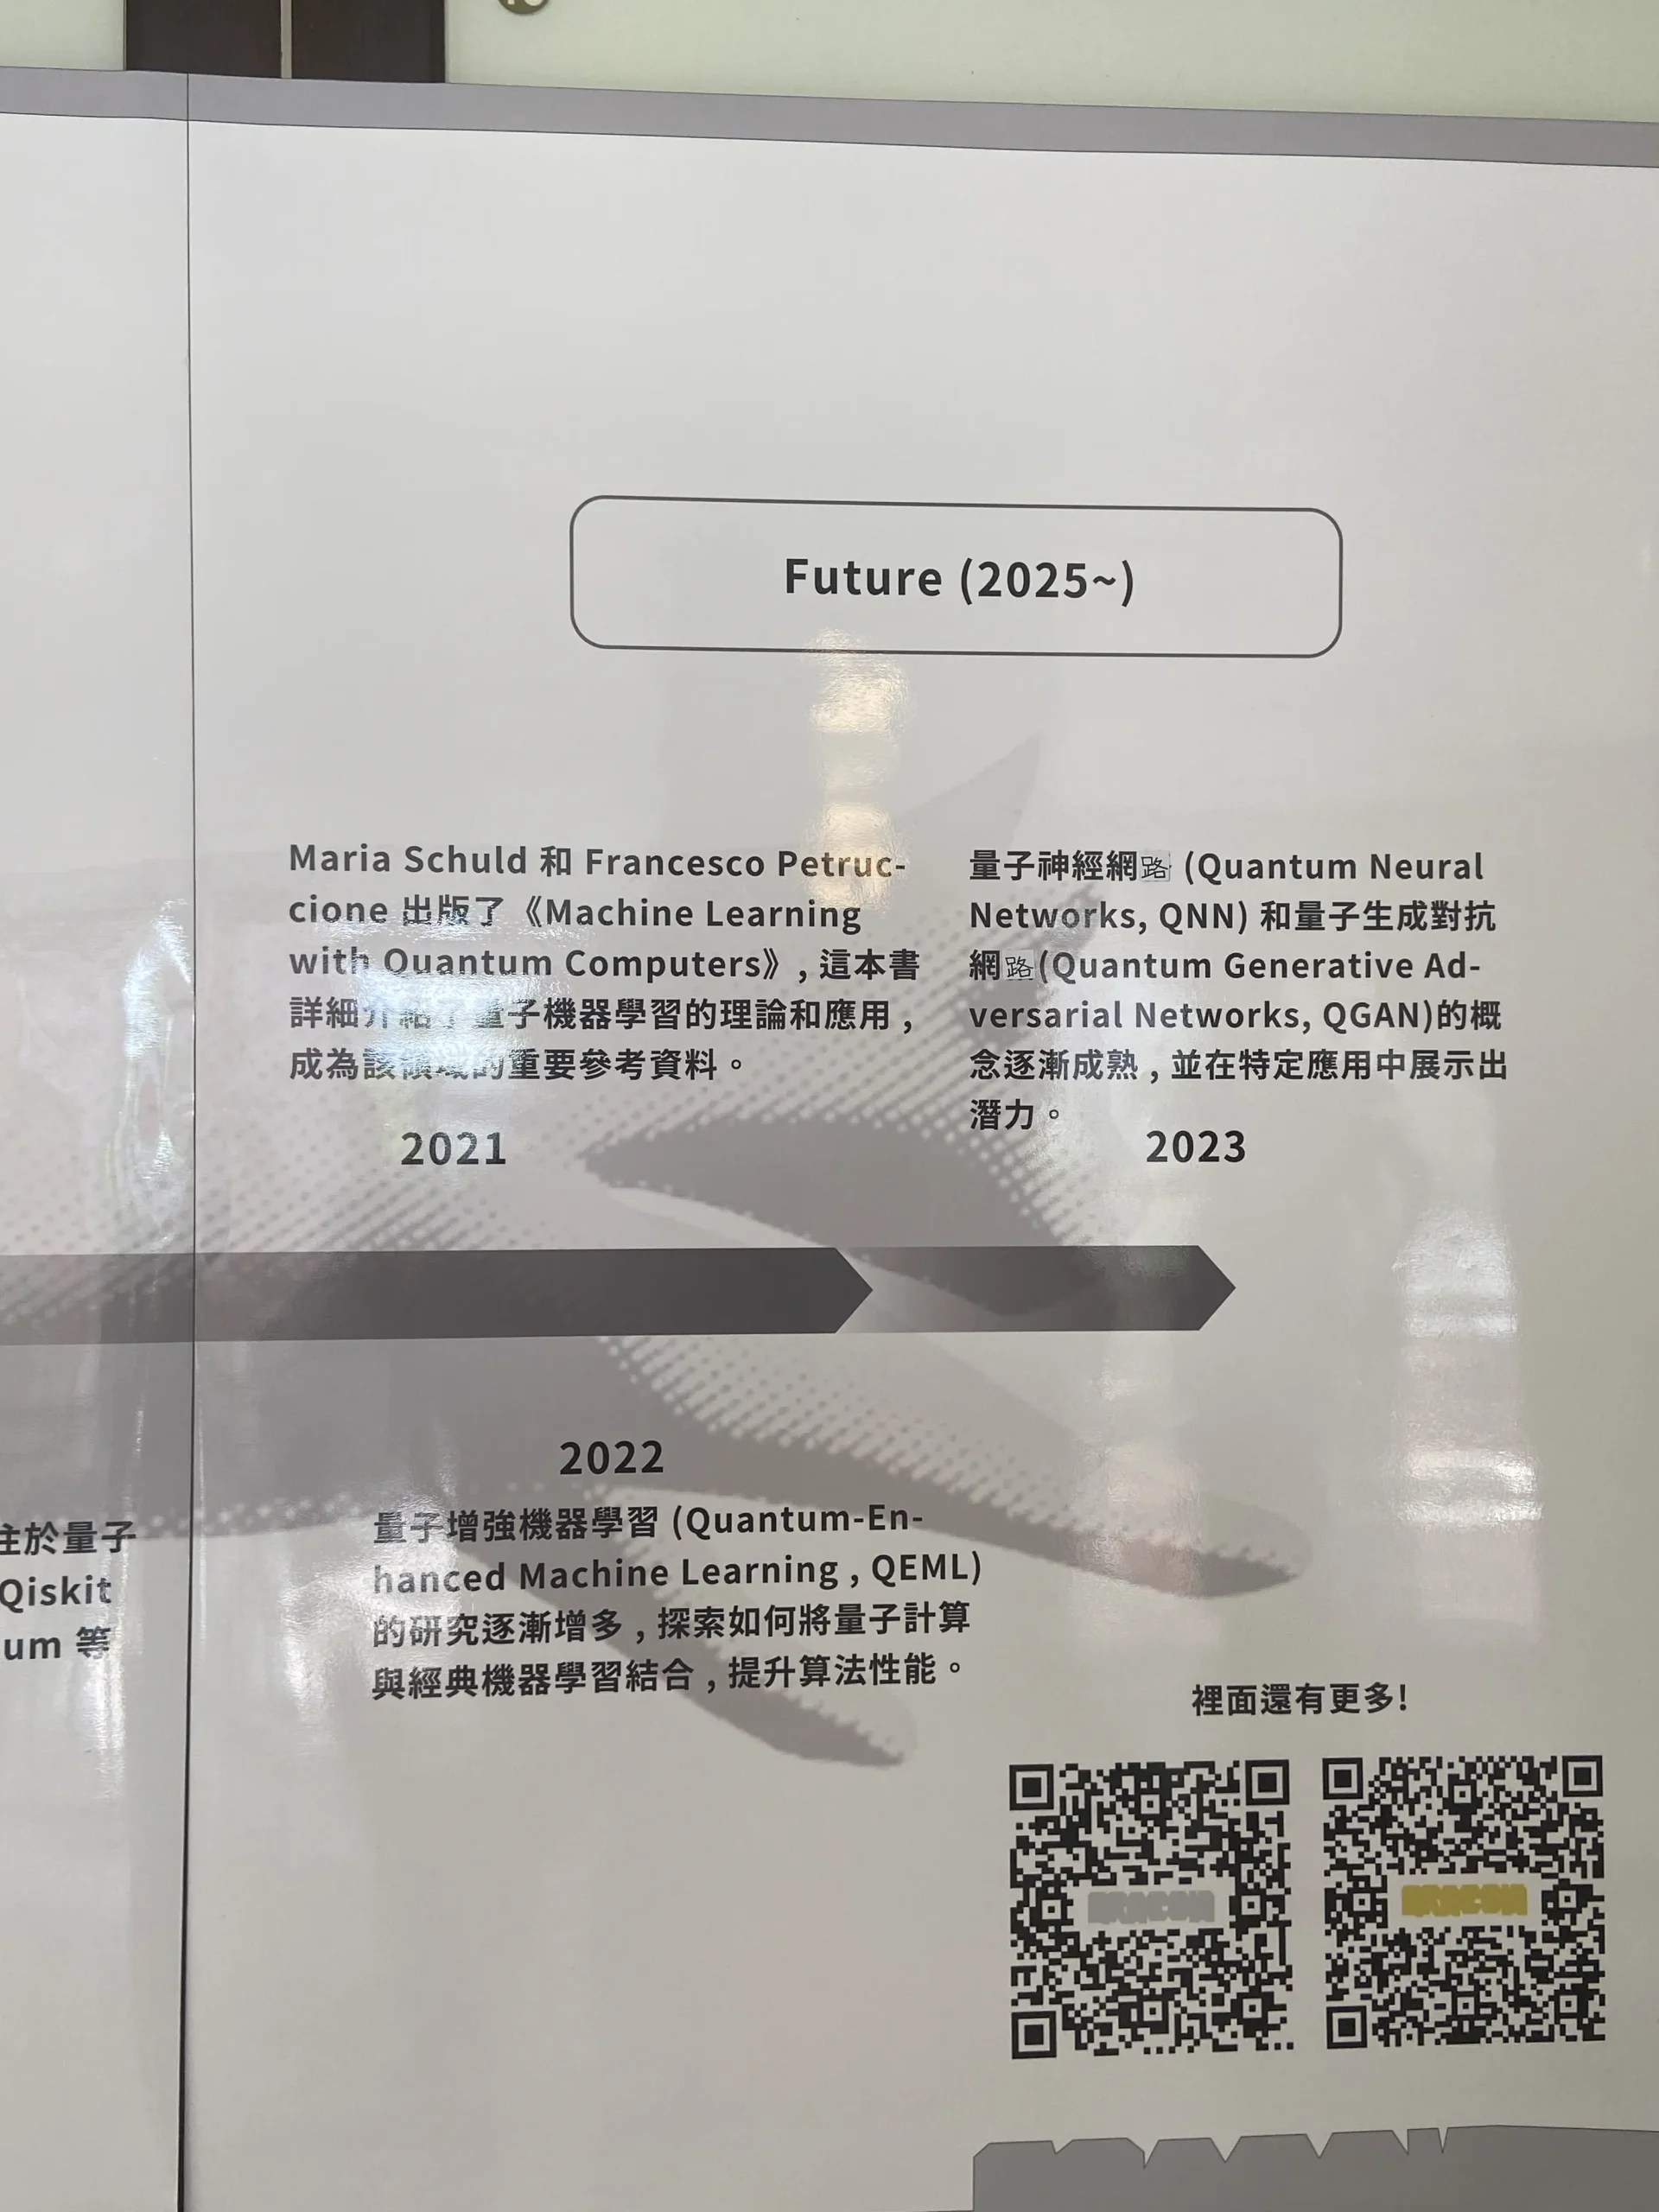 Future (2025~)
Maria Schuld 和 Francesco Petruc-
cione 出版了《Machine Learning
with Quantum Computers》,這本書
詳細介紹了量子機器學習的理論和應用,
成為該領域的重要參考資料。
2021
量子神經網路 (Quantum Neural
Networks, QNN) 和量子生成對抗
網路(Quantum Generative Ad-
versarial Networks, QGAN)的概
念逐漸成熟,並在特定應用中展示出
潛力。
2023
注於量子
Qiskit
um 等
2022
量子增強機器學習 (Quantum-En-
hanced Machine Learning , QEML)
的研究逐漸增多,探索如何將量子計算
與經典機器學習結合,提升算法性能。
裡面還有更多!